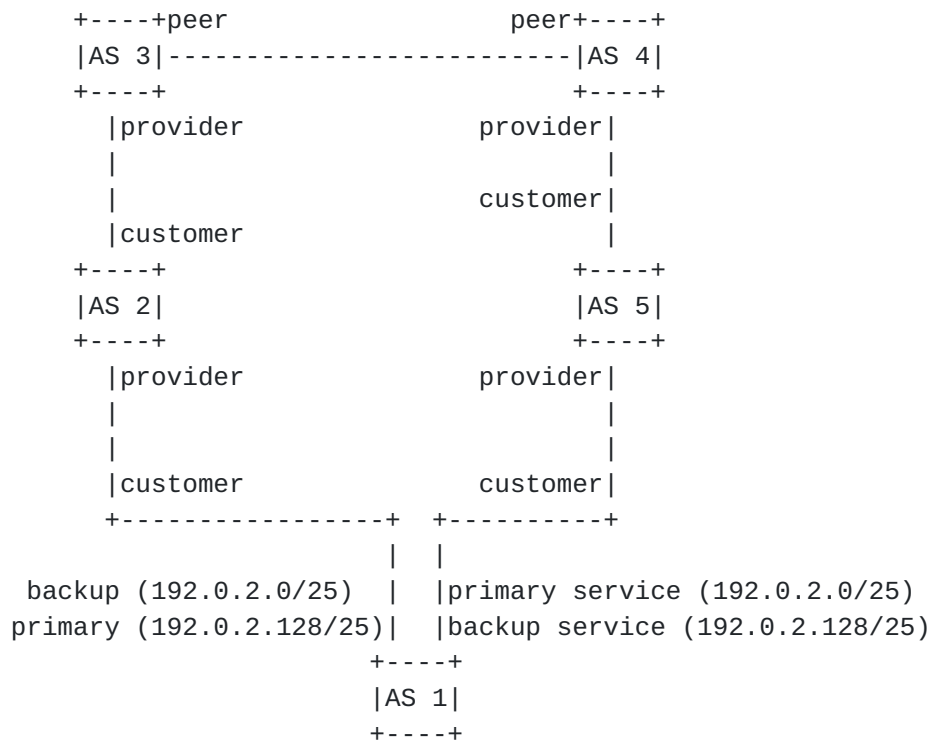 +----+peer                peer+----+
|AS 3|-------------------------|AS 4|
+----+                         +----+
|provider               provider|
|                               |
|                       customer|
|customer                       |
+----+                         +----+
|AS 2|                         |AS 5|
+----+                         +----+
|provider               provider|
|                               |
|                               |
|customer               customer|
+-----------------+  +----------+
|  |
backup (192.0.2.0/25)  |  |primary service (192.0.2.0/25)
primary (192.0.2.128/25)|  |backup service (192.0.2.128/25)
+----+
|AS 1|
+----+